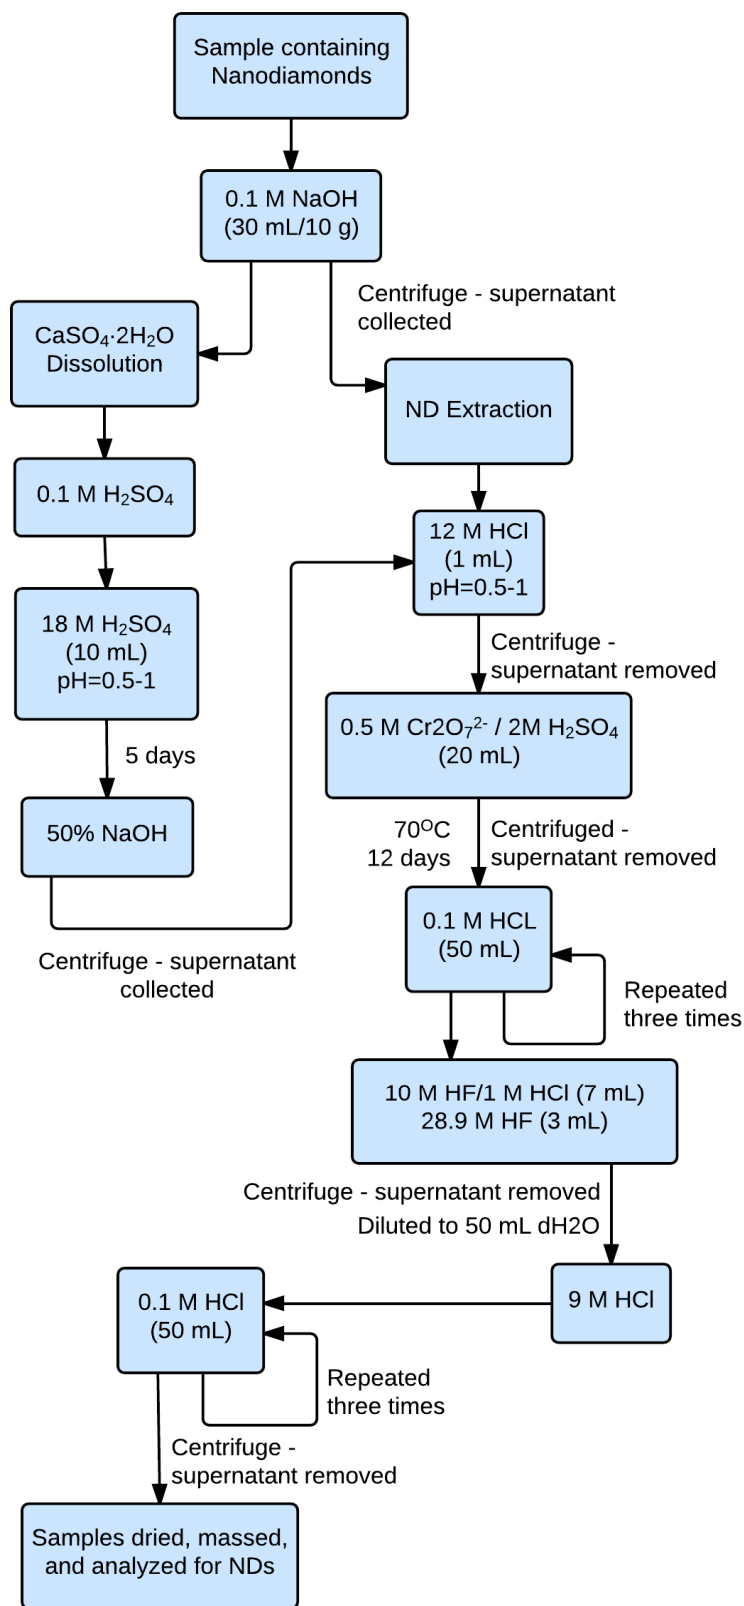 Sample containing
Nanodiamonds
0.1 M NaOH
(30 mL/10 g)
Centrifuge - supernatant
collected
CaSO₄·2H₂O
Dissolution
ND Extraction
0.1 M H₂SO₄
12 M HCl
(1 mL)
pH=0.5-1
18 M H₂SO₄
(10 mL)
pH=0.5-1
Centrifuge -
supernatant removed
0.5 M Cr2O₇²⁻ / 2M H₂SO₄
(20 mL)
5 days
50% NaOH
70ᴼC
12 days
Centrifuged -
supernatant removed
0.1 M HCL
(50 mL)
Centrifuge - supernatant
collected
Repeated
three times
10 M HF/1 M HCl (7 mL)
28.9 M HF (3 mL)
Centrifuge - supernatant removed
Diluted to 50 mL dH2O
9 M HCl
0.1 M HCl
(50 mL)
Repeated
three times
Centrifuge -
supernatant removed
Samples dried, massed,
and analyzed for NDs